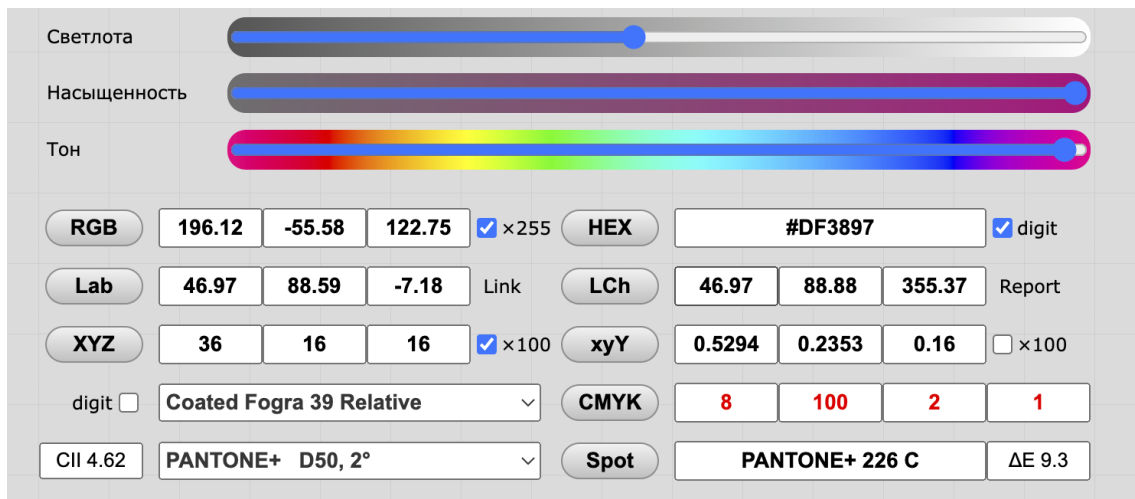 Светлота
Насыщенность
Тон
RGB 196.12 -55.58 122.75 ×255 HEX #DF3897 digit
Lab 46.97 88.59 -7.18 Link LCh 46.97 88.88 355.37 Report
XYZ 36 16 16 ×100 xyY 0.5294 0.2353 0.16 ×100
digit Coated Fogra 39 Relative CMYK 8 100 2 1
CII 4.62 PANTONE+ D50, 2° Spot PANTONE+ 226 C ΔE 9.3